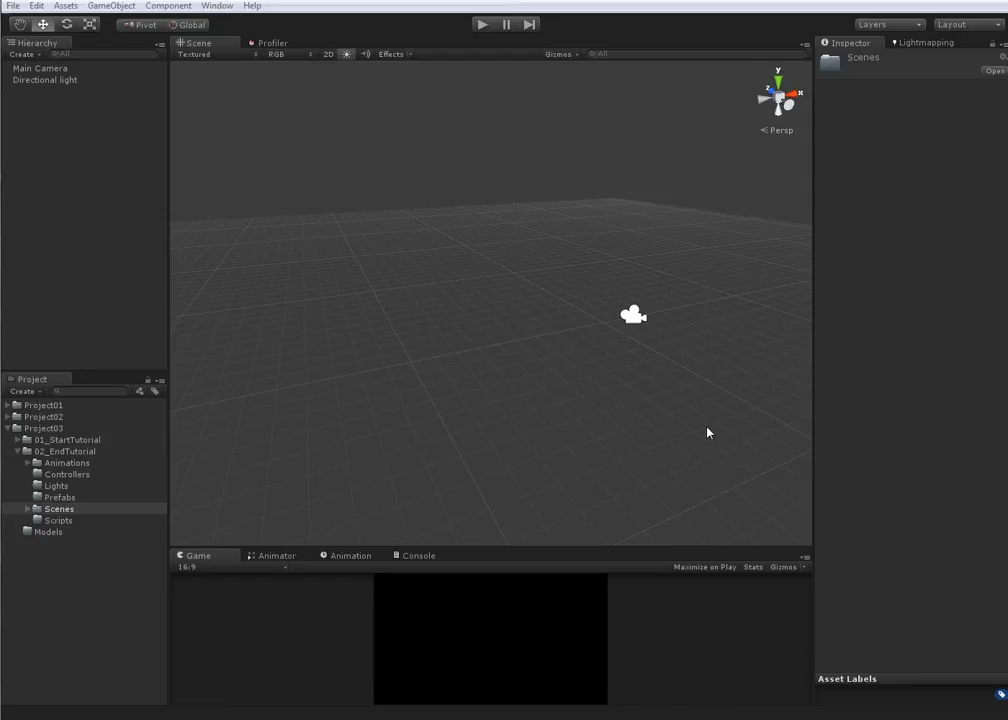 File Edit Assets GameObject Component Window Help
Pivot Global Layers Layout
Hierarchy
Create All
Main Camera
Directional light
Scene Profiler
Textured RGB 2D Effects Gizmos All
y
z x
Persp
Inspector Lightmapping
Scenes
Open
Project
Create
Project01
Project02
Project03
01_StartTutorial
02_EndTutorial
Animations
Controllers
Lights
Prefabs
Scenes
Scripts
Models
Game Animator Animation Console
16:9 Maximize on Play Stats Gizmos
Asset Labels